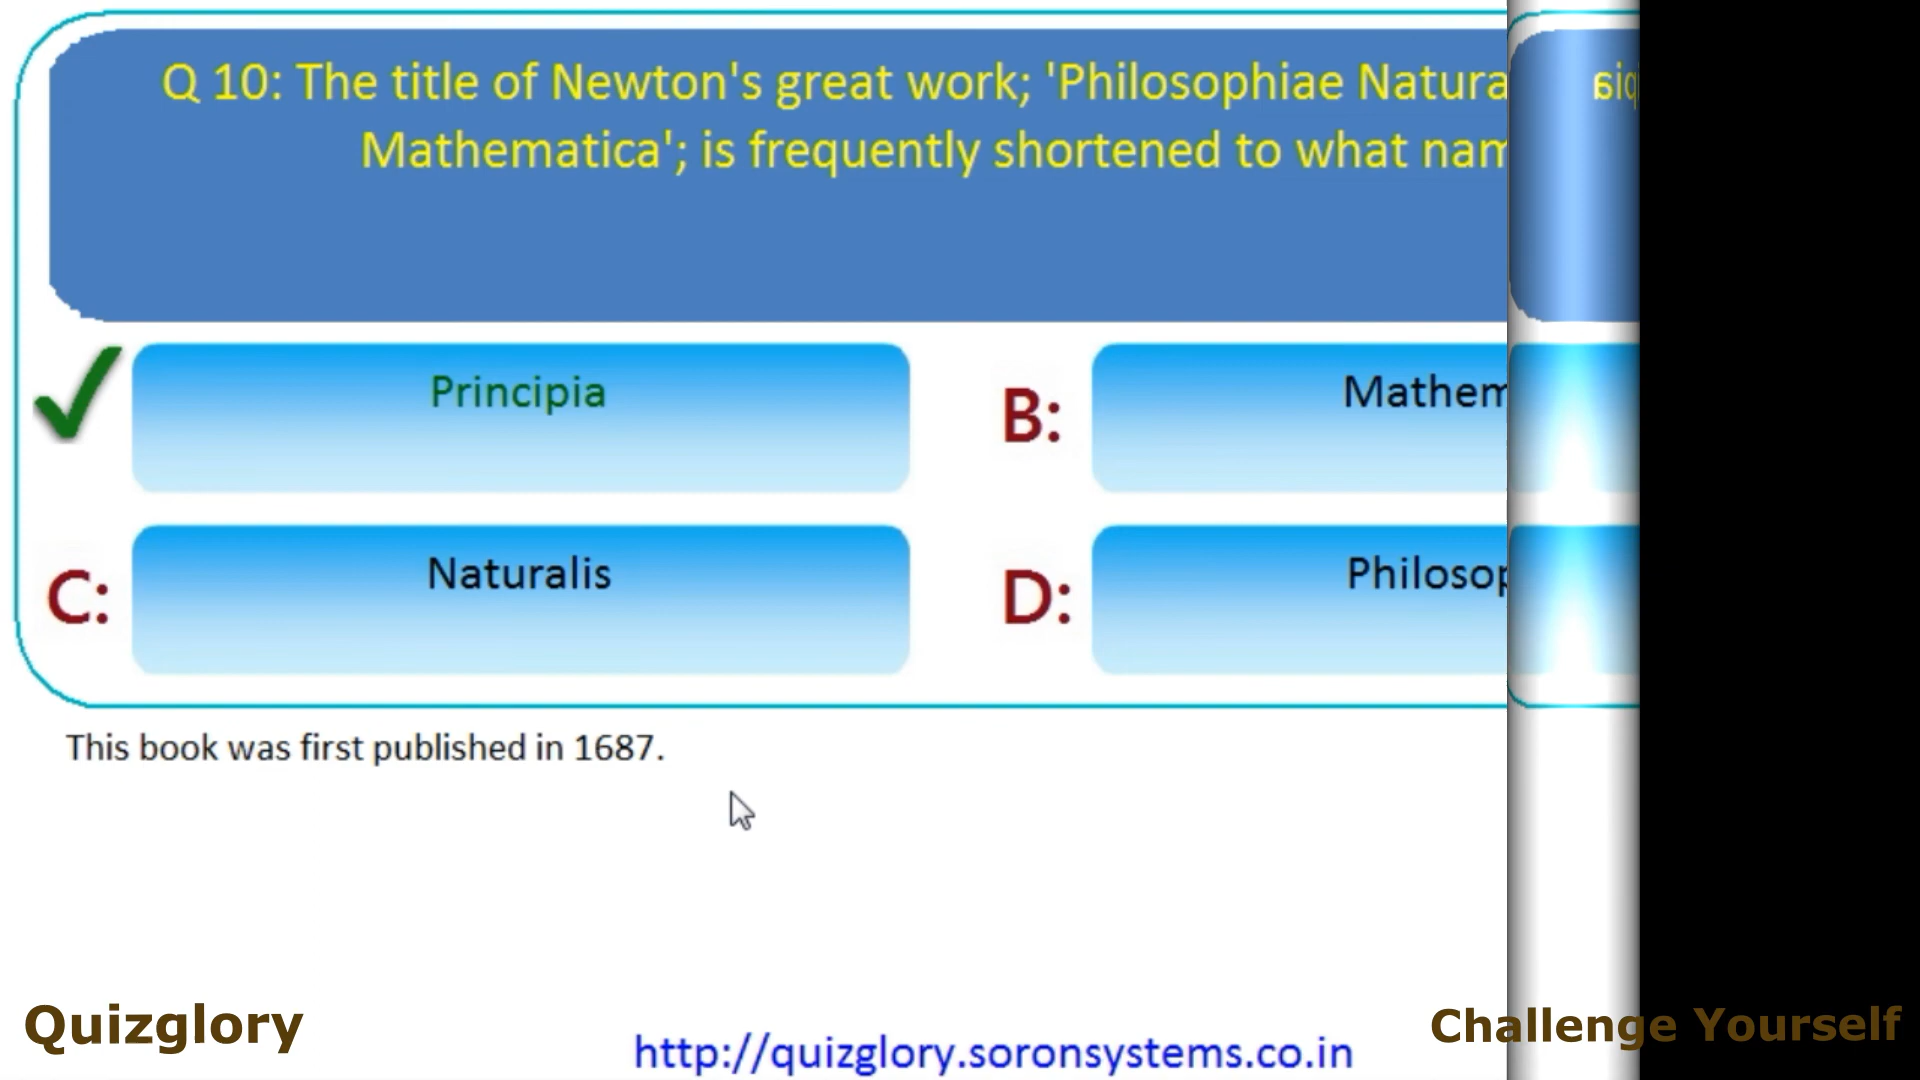 Q 10: The title of Newton's great work; 'Philosophiae Natura
Mathematica'; is frequently shortened to what nam
Principia
B:
Mathem
C:
Naturalis
D:
Philosop
This book was first published in 1687.
Quizglory
http://quizglory.soronsystems.co.in
Challenge Yourself